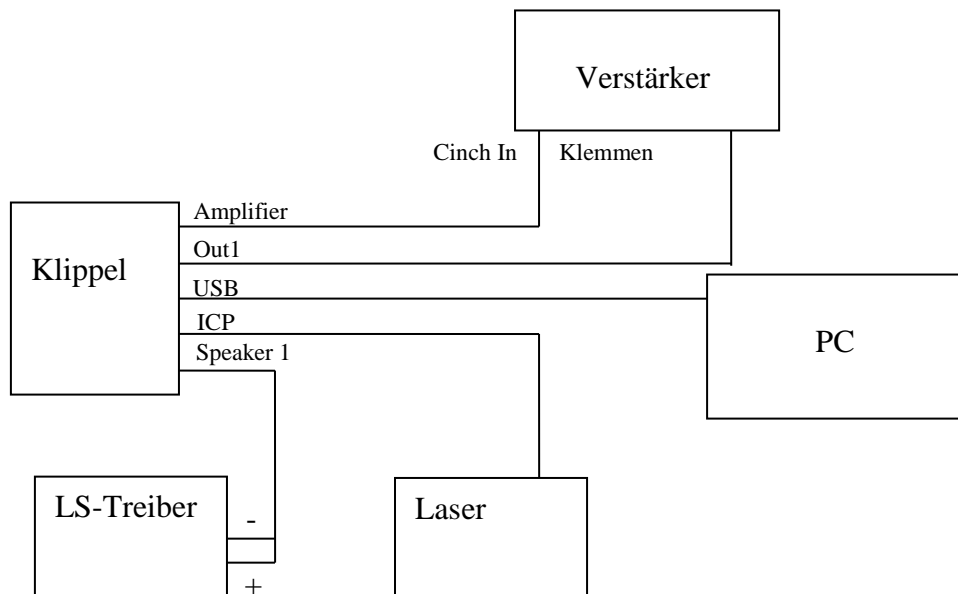 Verstärker
Cinch In
Klemmen
Amplifier
Klippel
Out1
USB
ICP
Speaker 1
PC
LS-Treiber
-
+
Laser